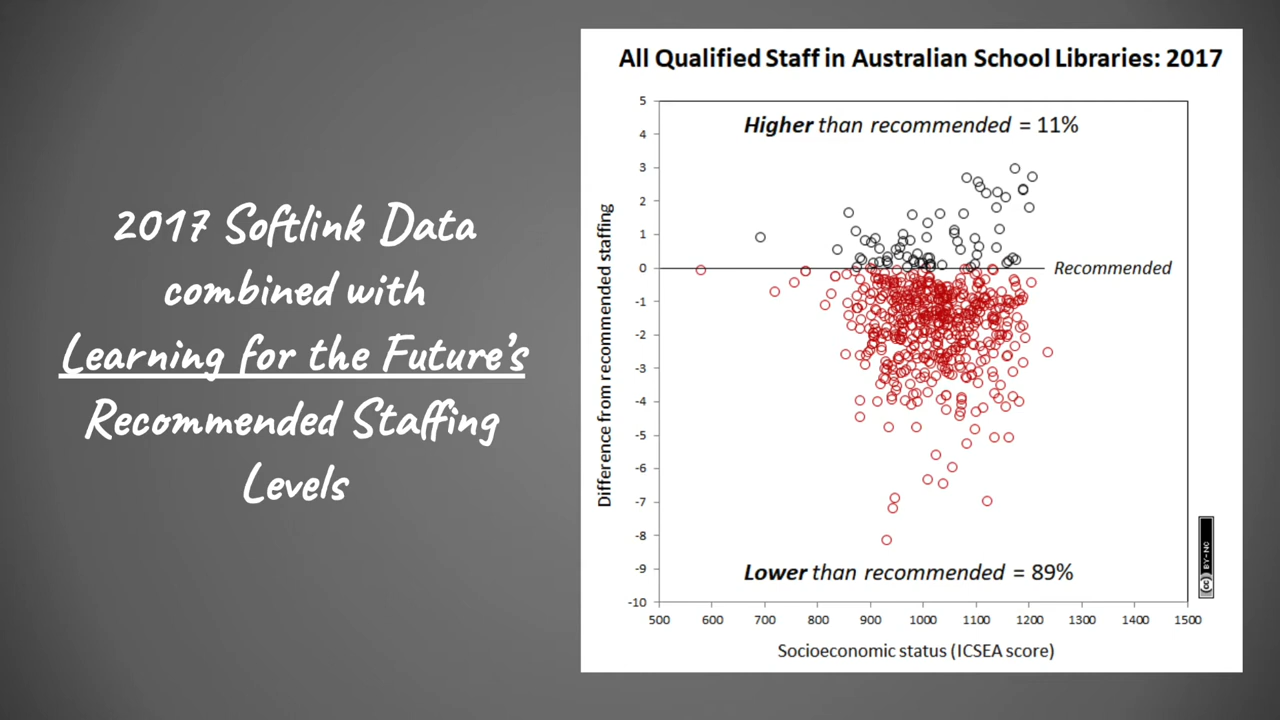 2017 Softlink Data
combined with
Learning for the Future's
Recommended Staffing
Levels
All Qualified Staff in Australian School Libraries: 2017
Higher than recommended = 11%
Recommended
Lower than recommended = 89%
Difference from recommended staffing
5
4
3
2
1
0
-1
-2
-3
-4
-5
-6
-7
-8
-9
-10
500 600 700 800 900 1000 1100 1200 1300 1400 1500
Socioeconomic status (ICSEA score)
cc BY-NC